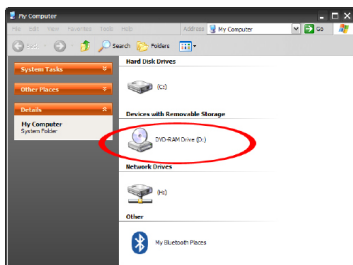 My Computer
File Edit View Favorites Tools Help Address My Computer Go
Back Search Folders
System Tasks
Other Places
Details
My Computer
System Folder
Hard Disk Drives
(C:)
Devices with Removable Storage
DVD-RAM Drive (D:)
Network Drives
(H:)
Other
My Bluetooth Places